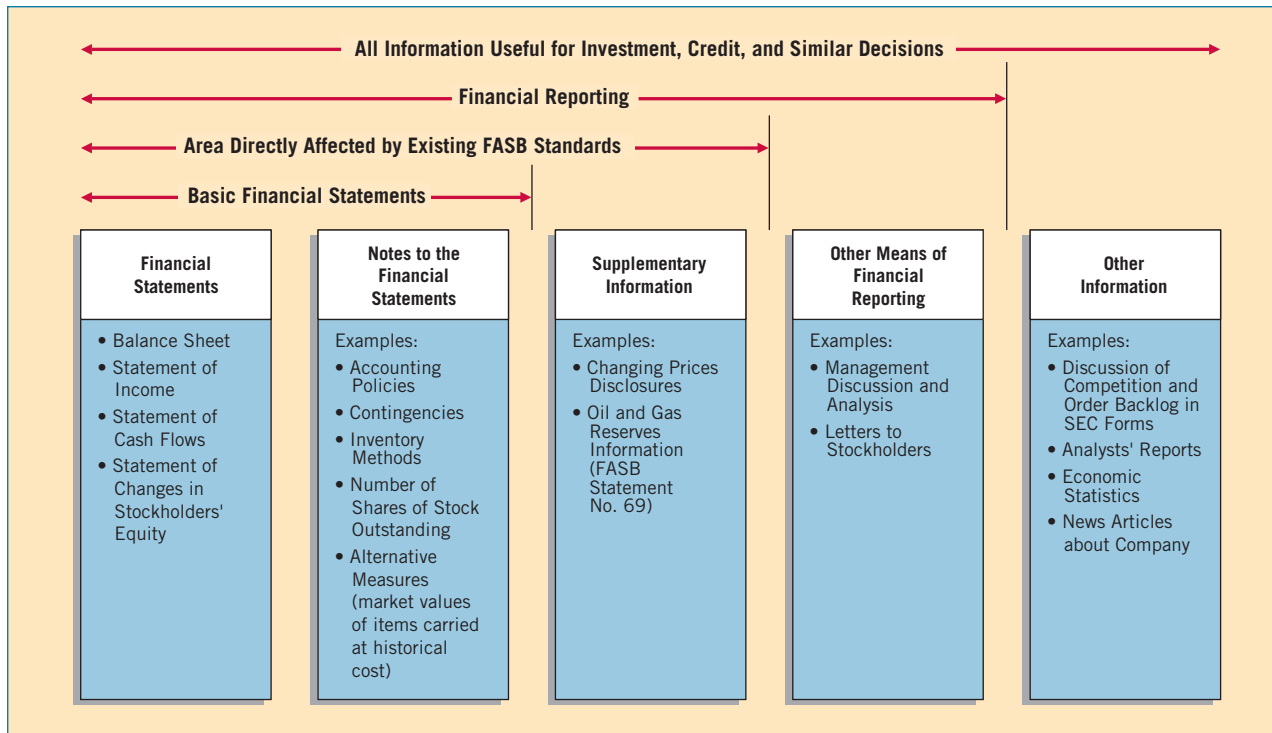 All Information Useful for Investment, Credit, and Similar Decisions
Financial Reporting
Area Directly Affected by Existing FASB Standards
Basic Financial Statements
Financial
Statements
• Balance Sheet
• Statement of
Income
• Statement of
Cash Flows
• Statement of
Changes in
Stockholders'
Equity
Notes to the
Financial
Statements
Examples:
• Accounting
Policies
• Contingencies
• Inventory
Methods
• Number of
Shares of Stock
Outstanding
• Alternative
Measures
(market values
of items carried
at historical
cost)
Supplementary
Information
Examples:
• Changing Prices
Disclosures
• Oil and Gas
Reserves
Information
(FASB
Statement
No. 69)
Other Means of
Financial
Reporting
Examples:
• Management
Discussion and
Analysis
• Letters to
Stockholders
Other
Information
Examples:
• Discussion of
Competition and
Order Backlog in
SEC Forms
• Analysts' Reports
• Economic
Statistics
• News Articles
about Company